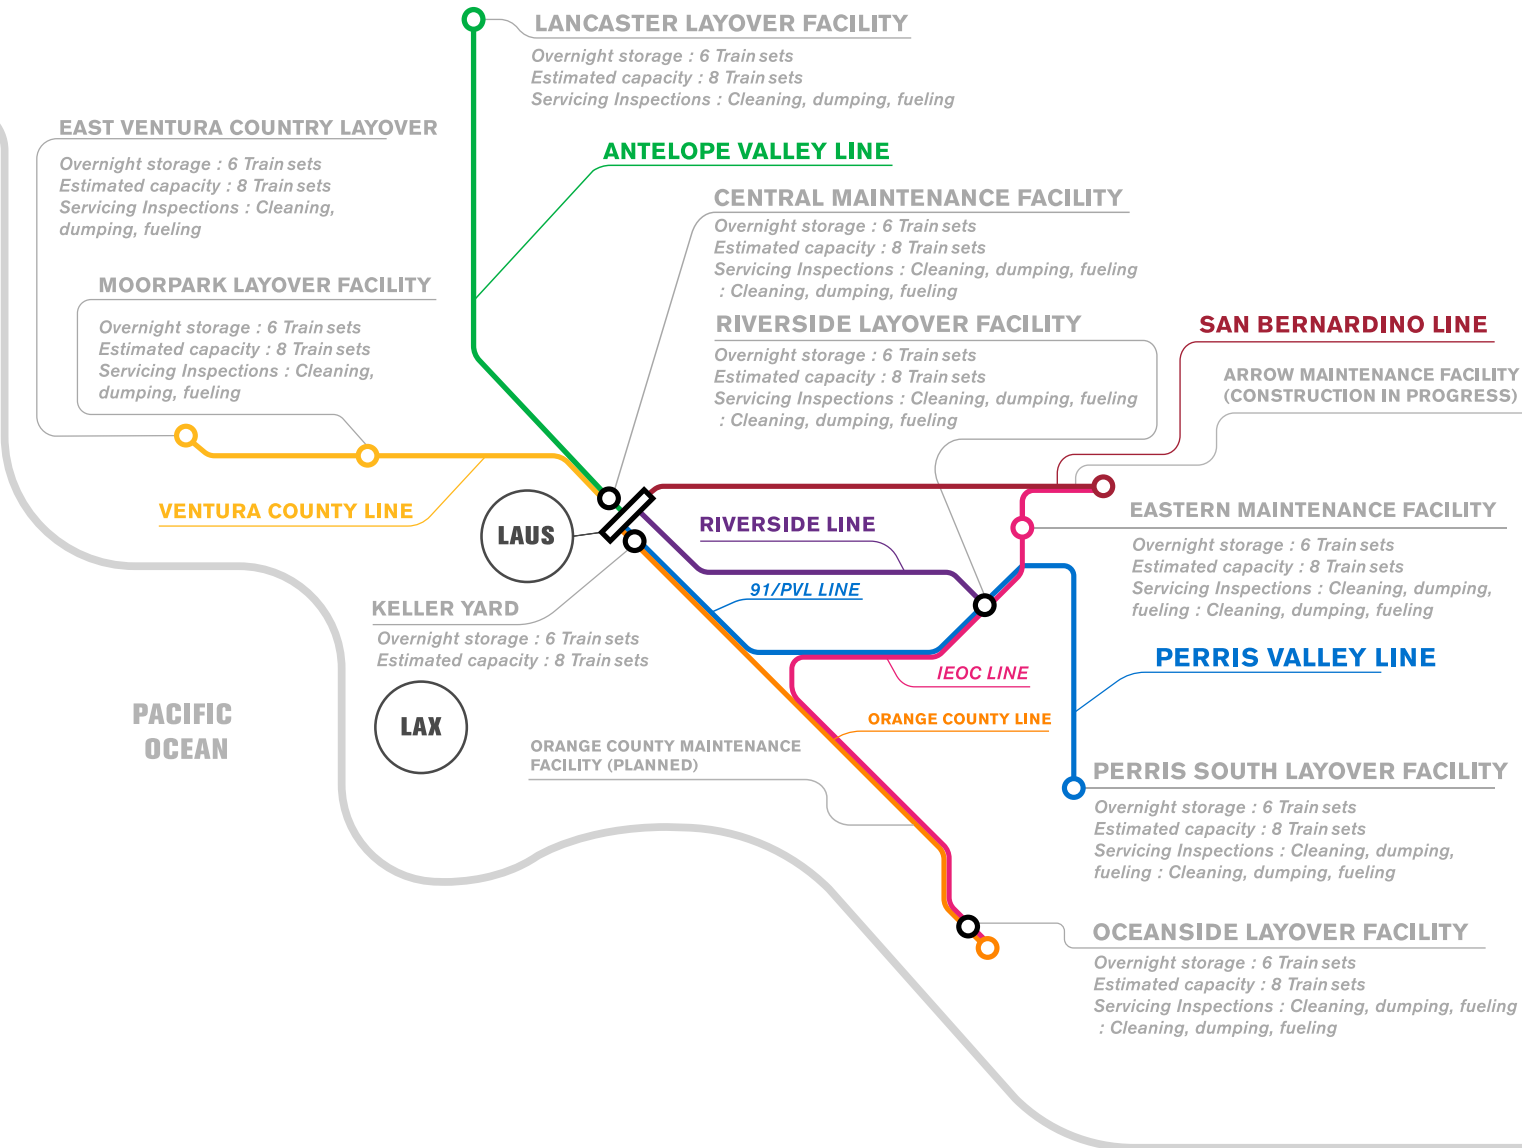 LANCASTER LAYOVER FACILITY
Overnight storage : 6 Train sets
Estimated capacity : 8 Train sets
Servicing Inspections : Cleaning, dumping, fueling
EAST VENTURA COUNTRY LAYOVER
Overnight storage : 6 Train sets
Estimated capacity : 8 Train sets
Servicing Inspections : Cleaning,
dumping, fueling
ANTELOPE VALLEY LINE
CENTRAL MAINTENANCE FACILITY
Overnight storage : 6 Train sets
Estimated capacity : 8 Train sets
Servicing Inspections : Cleaning, dumping, fueling
: Cleaning, dumping, fueling
MOORPARK LAYOVER FACILITY
Overnight storage : 6 Train sets
Estimated capacity : 8 Train sets
Servicing Inspections : Cleaning,
dumping, fueling
RIVERSIDE LAYOVER FACILITY
Overnight storage : 6 Train sets
Estimated capacity : 8 Train sets
Servicing Inspections : Cleaning, dumping, fueling
: Cleaning, dumping, fueling
SAN BERNARDINO LINE
ARROW MAINTENANCE FACILITY
(CONSTRUCTION IN PROGRESS)
VENTURA COUNTY LINE
LAUS
RIVERSIDE LINE
EASTERN MAINTENANCE FACILITY
Overnight storage : 6 Train sets
Estimated capacity : 8 Train sets
Servicing Inspections : Cleaning, dumping,
fueling : Cleaning, dumping, fueling
91/PVL LINE
KELLER YARD
Overnight storage : 6 Train sets
Estimated capacity : 8 Train sets
IEOC LINE
PERRIS VALLEY LINE
PACIFIC
OCEAN
LAX
ORANGE COUNTY LINE
ORANGE COUNTY MAINTENANCE
FACILITY (PLANNED)
PERRIS SOUTH LAYOVER FACILITY
Overnight storage : 6 Train sets
Estimated capacity : 8 Train sets
Servicing Inspections : Cleaning, dumping,
fueling : Cleaning, dumping, fueling
OCEANSIDE LAYOVER FACILITY
Overnight storage : 6 Train sets
Estimated capacity : 8 Train sets
Servicing Inspections : Cleaning, dumping, fueling
: Cleaning, dumping, fueling